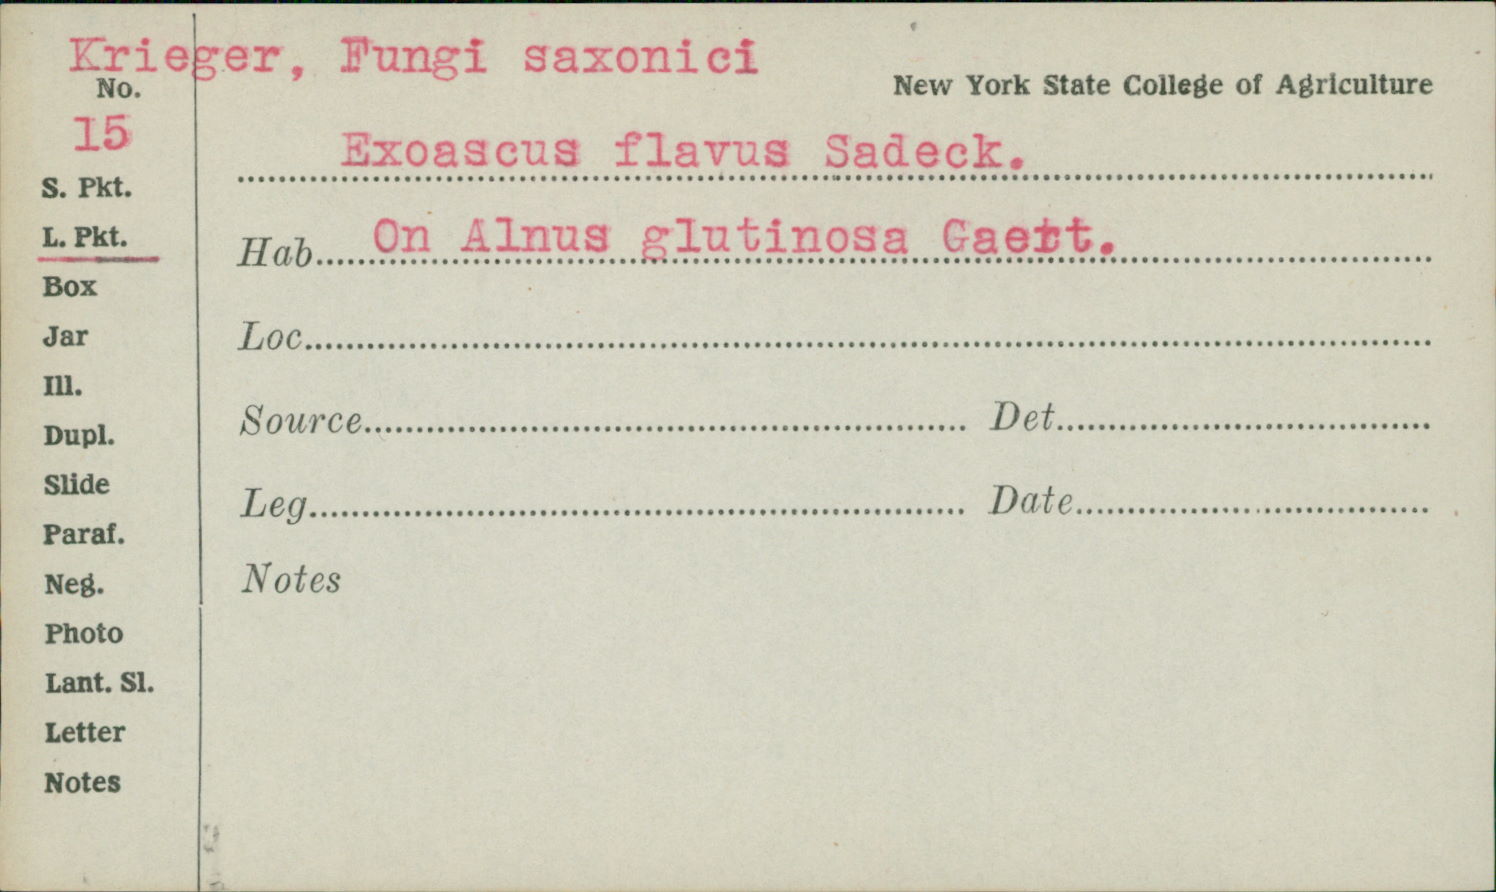 Krieger, Fungi saxonici
No.
New York State College of Agriculture
15
Exoascus flavus Sadeck.
S. Pkt.
L. Pkt.
Hab. On Alnus glutinosa Gaert.
Box
Jar
Loc.
Ill.
Dupl.
Source Det.
Slide
Leg. Date
Paraf.
Neg.
Notes
Photo
Lant. Sl.
Letter
Notes